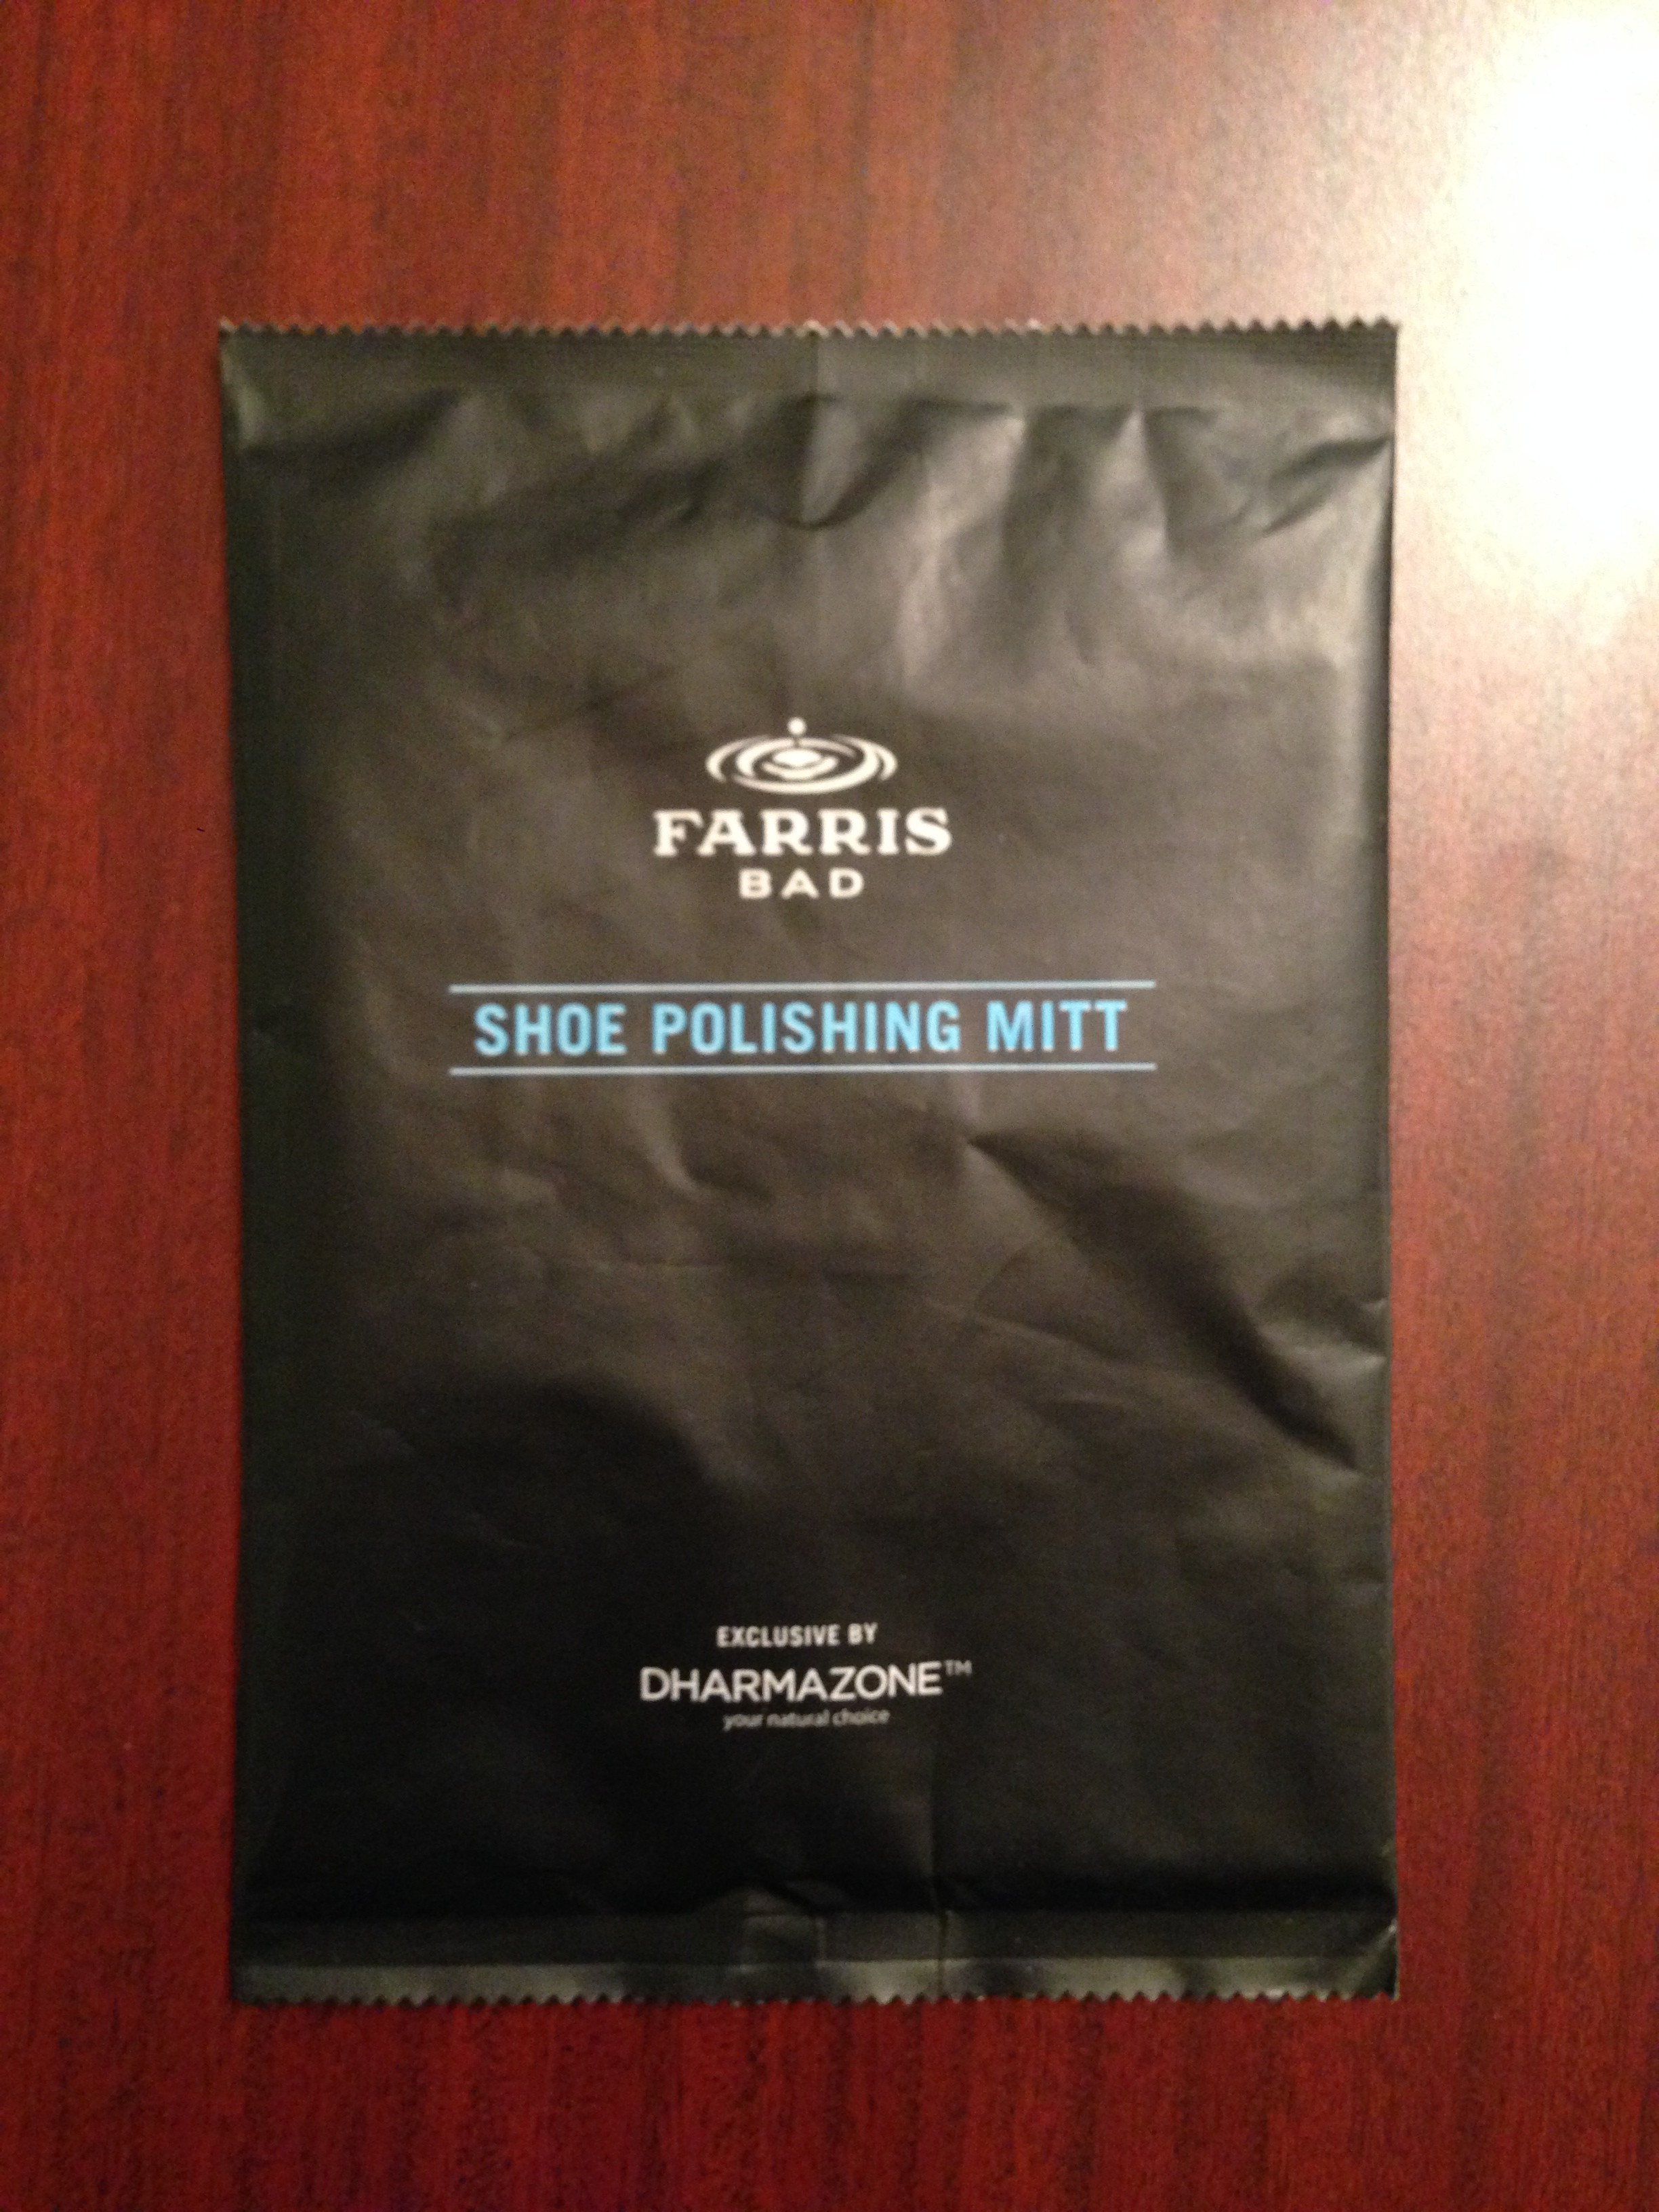 FARRIS
BAD
SHOE POLISHING MITT
EXCLUSIVE BY
DHARMAZONE™
your natural choice